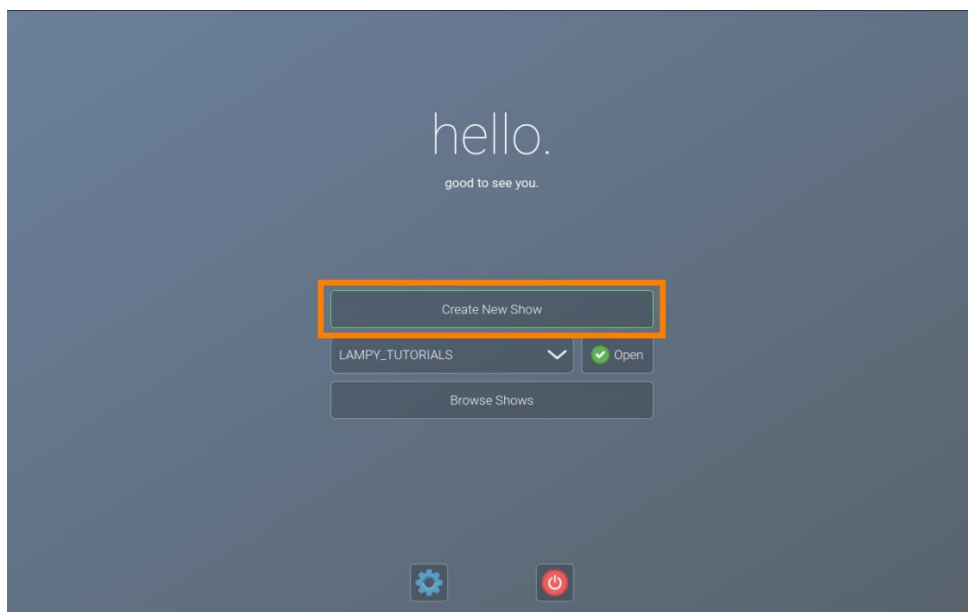 hello.
good to see you.
Create New Show
LAMPY_TUTORIALS
Open
Browse Shows